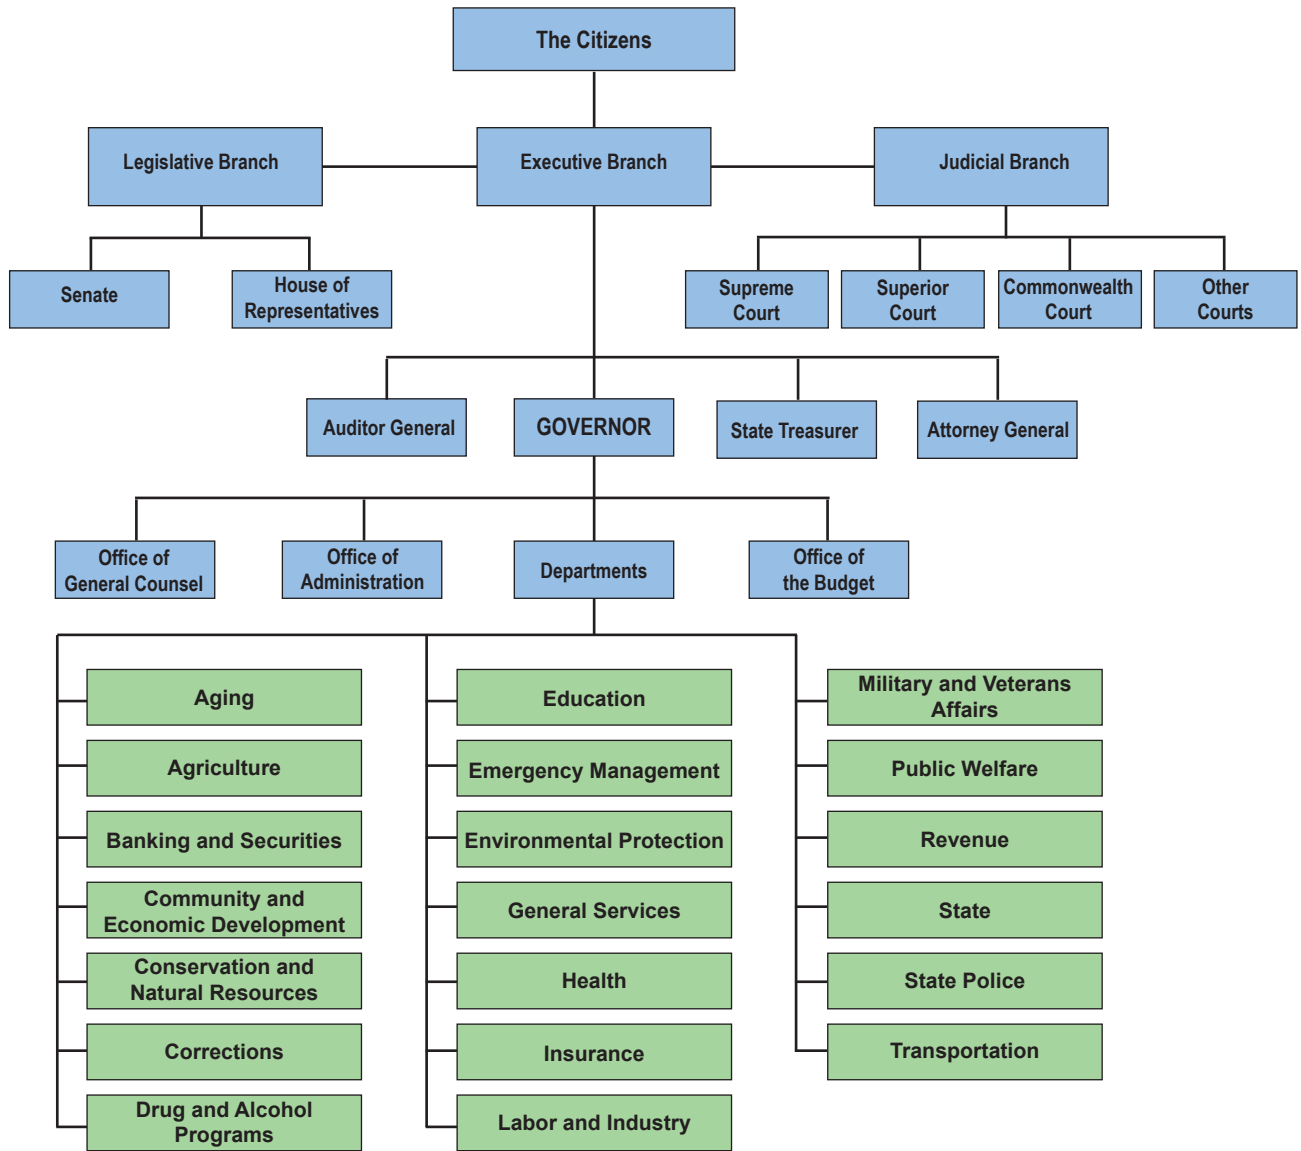 The Citizens
Legislative Branch
Executive Branch
Judicial Branch
Senate
House of
Representatives
Supreme
Court
Superior
Court
Commonwealth
Court
Other
Courts
Auditor General
GOVERNOR
State Treasurer
Attorney General
Office of
General Counsel
Office of
Administration
Departments
Office of
the Budget
Aging
Agriculture
Banking and Securities
Community and
Economic Development
Conservation and
Natural Resources
Corrections
Drug and Alcohol
Programs
Education
Emergency Management
Environmental Protection
General Services
Health
Insurance
Labor and Industry
Military and Veterans
Affairs
Public Welfare
Revenue
State
State Police
Transportation